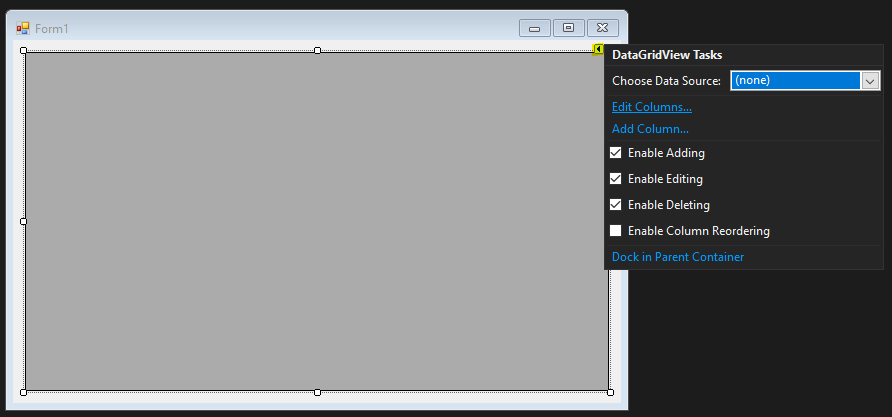 Form1
DataGridView Tasks
Choose Data Source: (none)
Edit Columns...
Add Column...
Enable Adding
Enable Editing
Enable Deleting
Enable Column Reordering
Dock in Parent Container